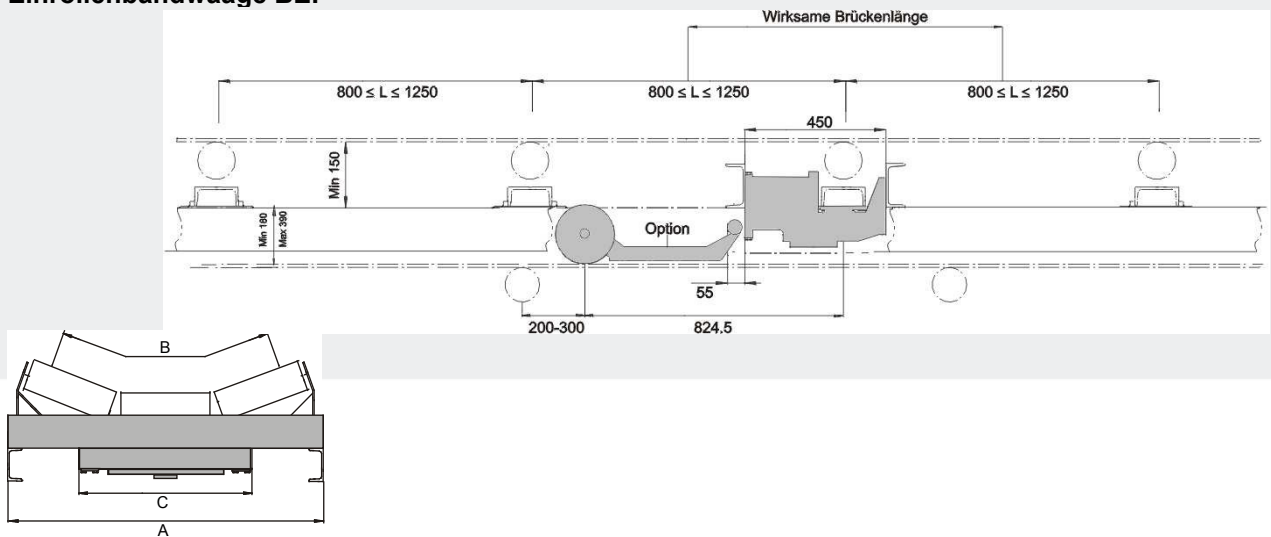 Einrollenbandwaage
Wirksame Brückenlänge
800 ≤ L ≤ 1250
800 ≤ L ≤ 1250
800 ≤ L ≤ 1250
450
Min 150
Min 180
Max 390
Option
55
200-300
824.5
B
C
A